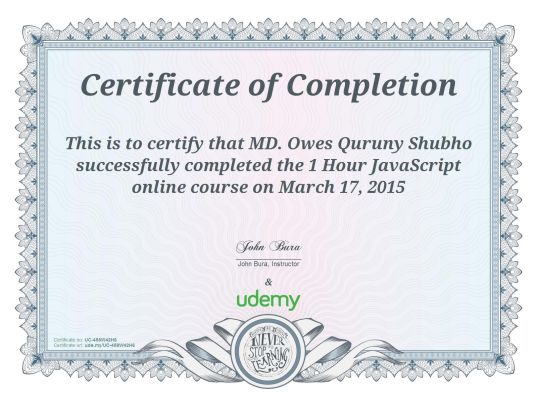 Certificate of Completion
This is to certify that MD. Owes Quruny Shubho
successfully completed the 1 Hour JavaScript
online course on March 17, 2015
John Bura
John Bura, Instructor
&
udemy
NEVER
STOP
LEARNING
Certificate no: UC-488W42H6
Certificate url: ude.my/UC-488W42H6